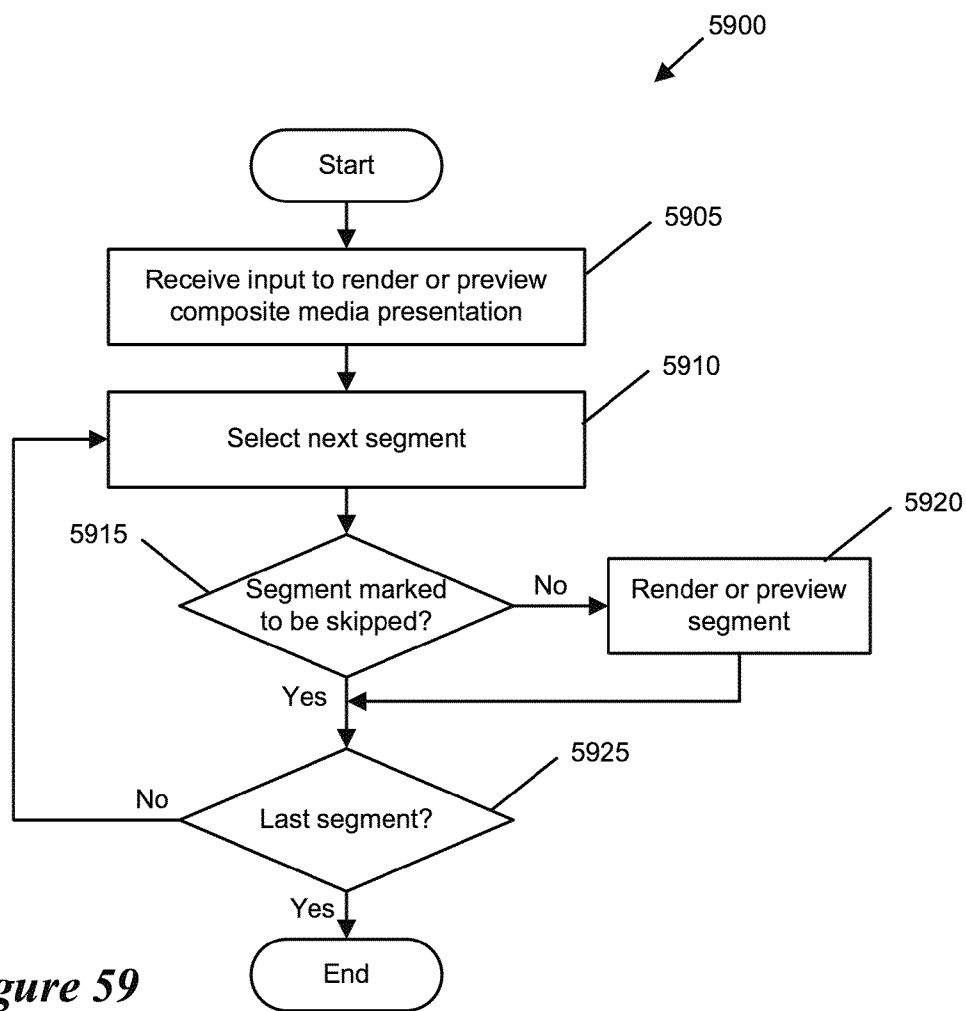 5900
Start
5905
Receive input to render or preview
composite media presentation
5910
Select next segment
5915
Segment marked
to be skipped?
No
5920
Render or preview
segment
Yes
5925
Last segment?
No
Yes
End
gure 59